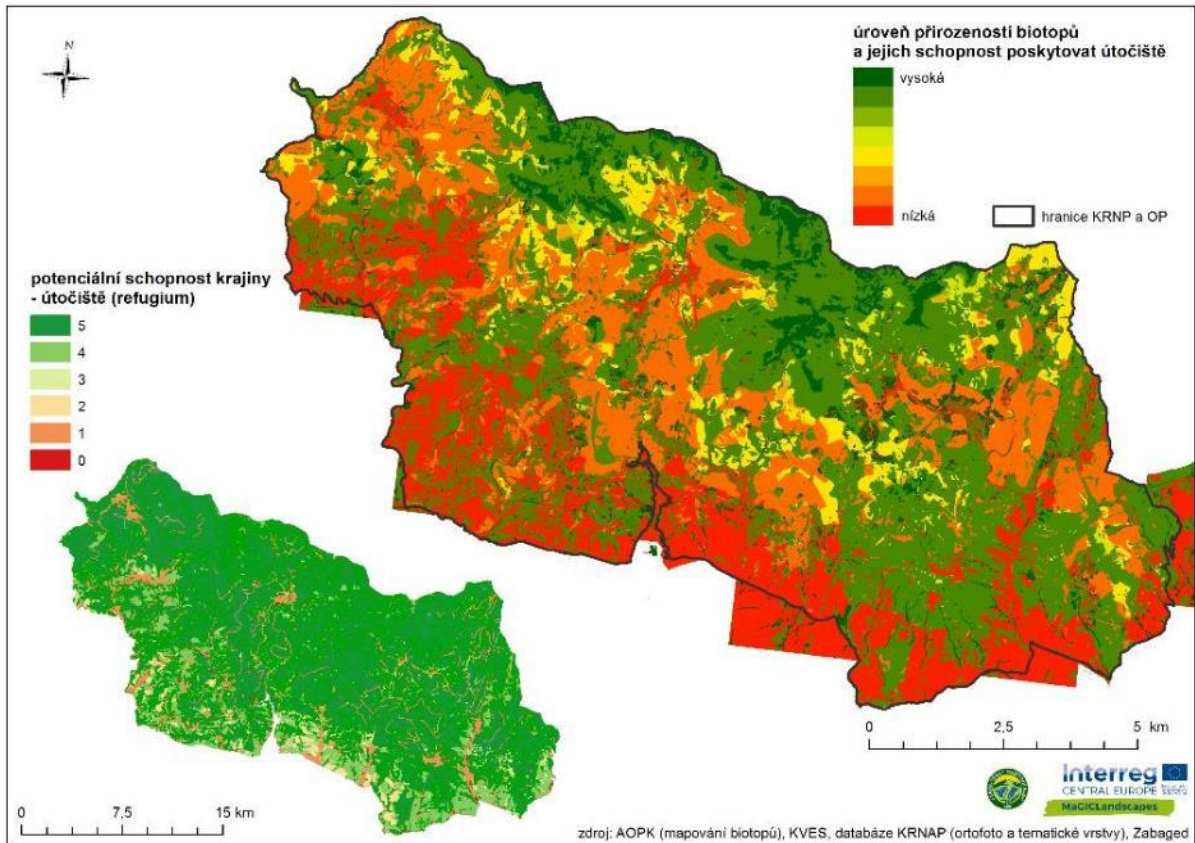 N
úroveň přirozenosti biotopů
a jejich schopnost poskytovat útočiště
vysoká
nízká
hranice KRNP a OP
potenciální schopnost krajiny
- útočiště (refugium)
5
4
3
2
1
0
0 2,5 5 km
0 7,5 15 km
Interreg
CENTRAL EUROPE
MaGICLandscapes
zdroj: AOPK (mapování biotopů), KVES, databáze KRNAP (ortofoto a tematické vrstvy), Zabaged